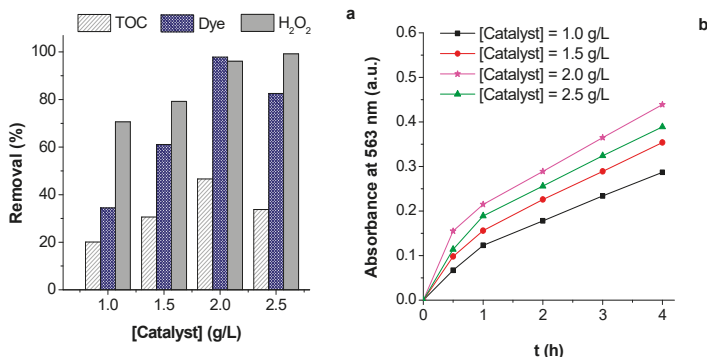 TOC Dye H₂O₂
a
Removal (%)
100
80
60
40
20
0
1.0 1.5 2.0 2.5
[Catalyst] (g/L)
b
[Catalyst] = 1.0 g/L
[Catalyst] = 1.5 g/L
[Catalyst] = 2.0 g/L
[Catalyst] = 2.5 g/L
Absorbance at 563 nm (a.u.)
0.6
0.5
0.4
0.3
0.2
0.1
0.0
0 1 2 3 4
t (h)